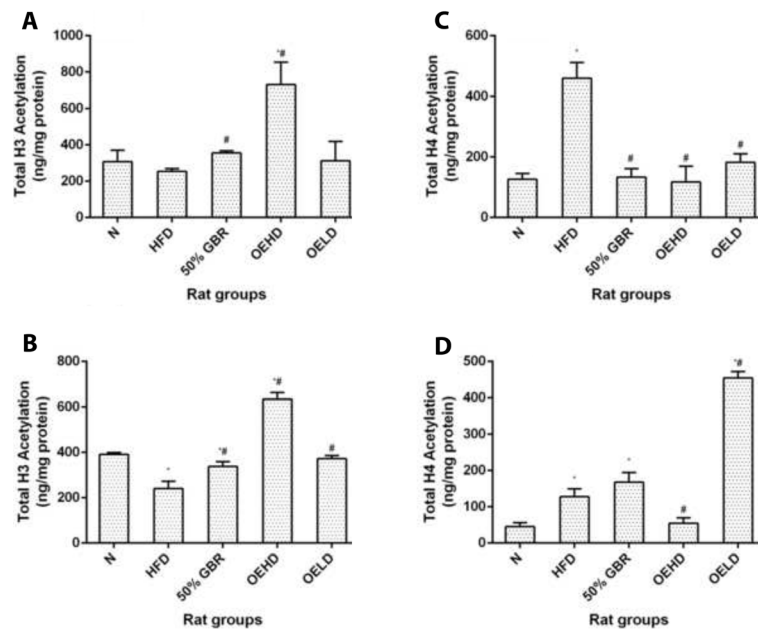 A
Total H3 Acetylation
(ng/mg protein)
1000
800
600
400
200
0
*#
#
N
HFD
50% GBR
OEHD
OELD
Rat groups
C
Total H4 Acetylation
(ng/mg protein)
600
400
200
0
*
#
#
#
N
HFD
50% GBR
OEHD
OELD
Rat groups
B
Total H3 Acetylation
(ng/mg protein)
800
600
400
200
0
*
*#
*#
#
N
HFD
50% GBR
OEHD
OELD
Rat groups
D
Total H4 Acetylation
(ng/mg protein)
500
400
300
200
100
0
*
*
#
*#
N
HFD
50% GBR
OEHD
OELD
Rat groups